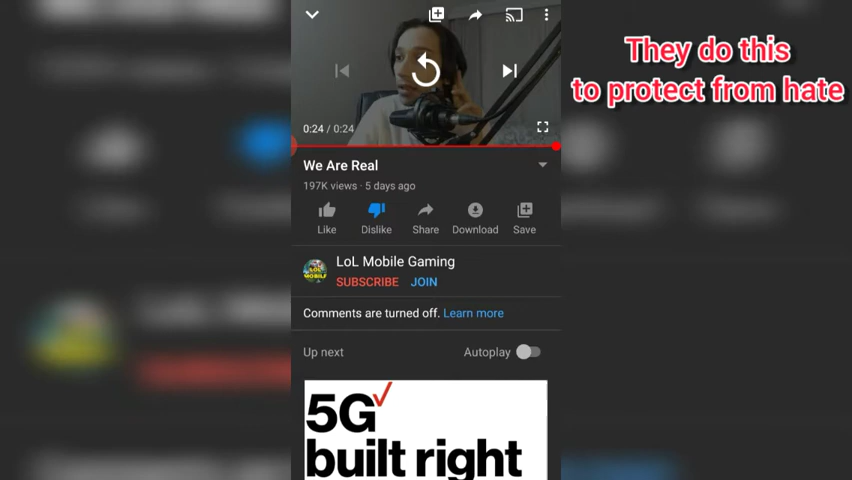 They do this
to protect from hate
0:24 / 0:24
We Are Real
197K views · 5 days ago
Like Dislike Share Download Save
LoL Mobile Gaming
SUBSCRIBE JOIN
Comments are turned off. Learn more
Up next Autoplay
5G
built right